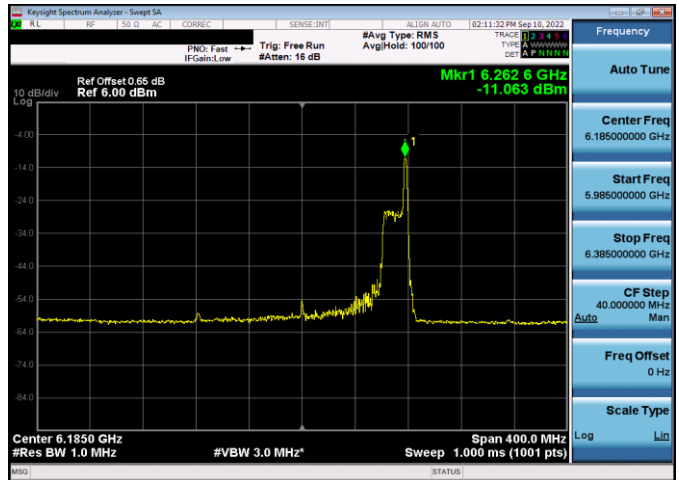 Keysight Spectrum Analyzer - Swept SA
RL RF 50 Ω AC CORREC SENSE:INT ALIGN AUTO 02:11:32 PM Sep 10, 2022
PNO: Fast IFGain:Low Trig: Free Run #Atten: 16 dB #Avg Type: RMS Avg|Hold: 100/100
TRACE 1 2 3 4 5 6
TYPE A WWWWW
DET A P N N N N
Frequency
Mkr1 6.262 6 GHz
-11.063 dBm
Ref Offset 0.65 dB
10 dB/div Ref 6.00 dBm
Log
1
-4.00
-14.0
-24.0
-34.0
-44.0
-54.0
-64.0
-74.0
-84.0
Center 6.1850 GHz Span 400.0 MHz
#Res BW 1.0 MHz #VBW 3.0 MHz* Sweep 1.000 ms (1001 pts)
MSG STATUS
Auto Tune
Center Freq
6.185000000 GHz
Start Freq
5.985000000 GHz
Stop Freq
6.385000000 GHz
CF Step
40.000000 MHz
Auto Man
Freq Offset
0 Hz
Scale Type
Log Lin